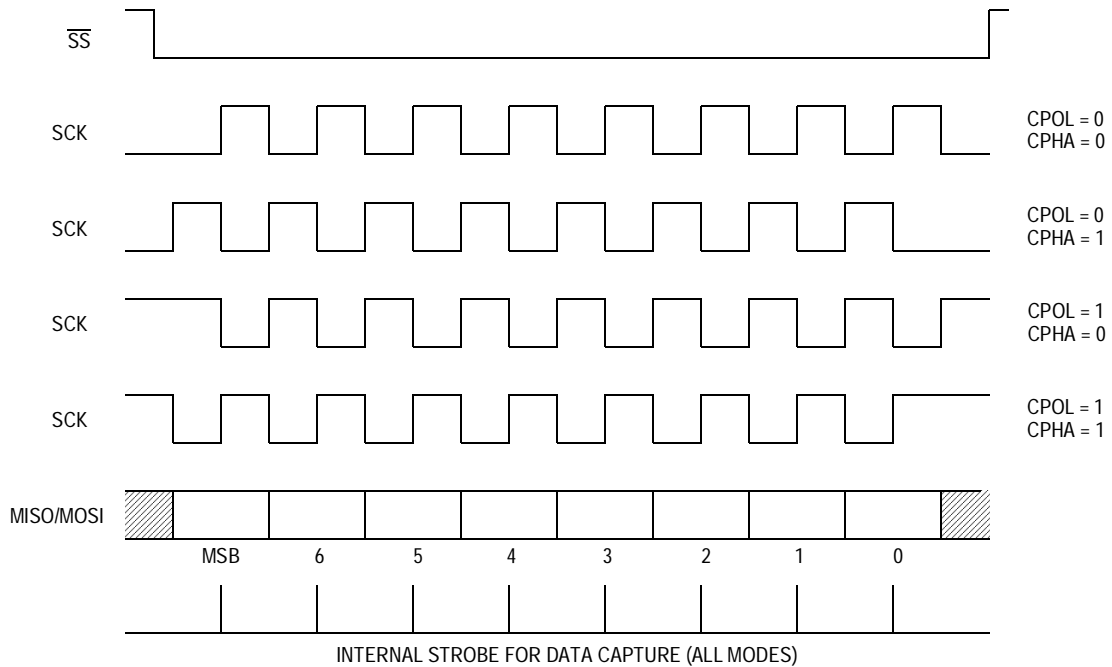 SS
SCK
CPOL = 0
CPHA = 0
SCK
CPOL = 0
CPHA = 1
SCK
CPOL = 1
CPHA = 0
SCK
CPOL = 1
CPHA = 1
MISO/MOSI
MSB 6 5 4 3 2 1 0
INTERNAL STROBE FOR DATA CAPTURE (ALL MODES)